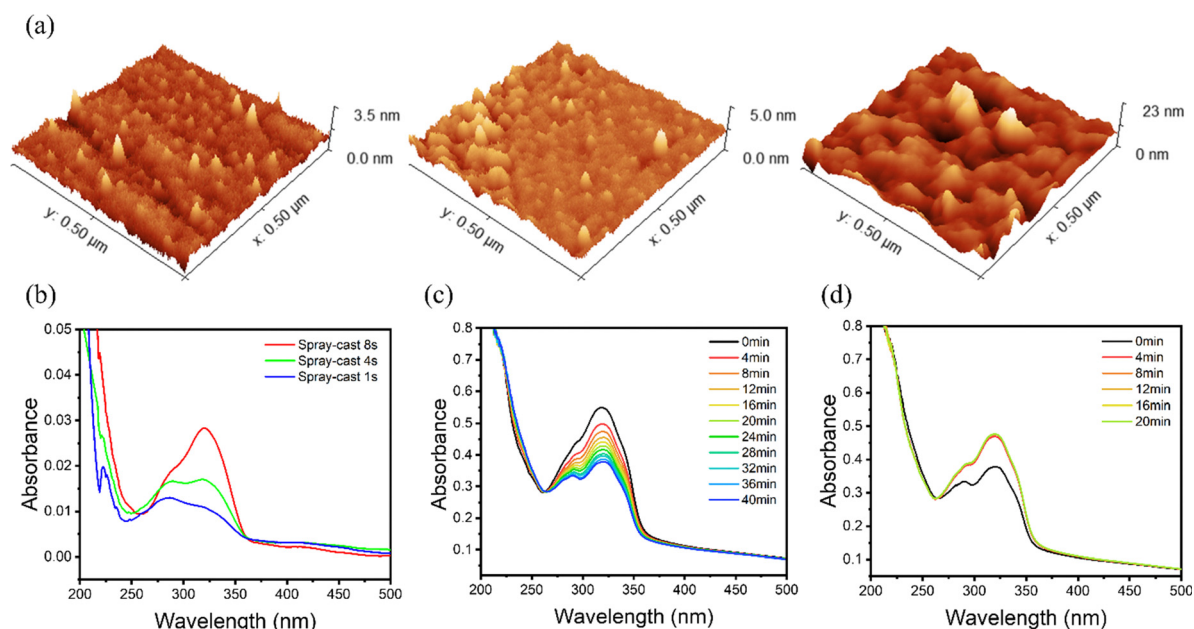 (a)
3.5 nm
0.0 nm
y: 0.50 µm
x: 0.50 µm
5.0 nm
0.0 nm
y: 0.50 µm
x: 0.50 µm
23 nm
0 nm
y: 0.50 µm
x: 0.50 µm
(b)
0.05
0.04
0.03
0.02
0.01
0.00
Absorbance
Spray-cast 8s
Spray-cast 4s
Spray-cast 1s
200 250 300 350 400 450 500
Wavelength (nm)
(c)
0.8
0.7
0.6
0.5
0.4
0.3
0.2
0.1
Absorbance
0min
4min
8min
12min
16min
20min
24min
28min
32min
36min
40min
200 250 300 350 400 450 500
Wavelength (nm)
(d)
0.8
0.7
0.6
0.5
0.4
0.3
0.2
0.1
Absorbance
0min
4min
8min
12min
16min
20min
200 250 300 350 400 450 500
Wavelength (nm)